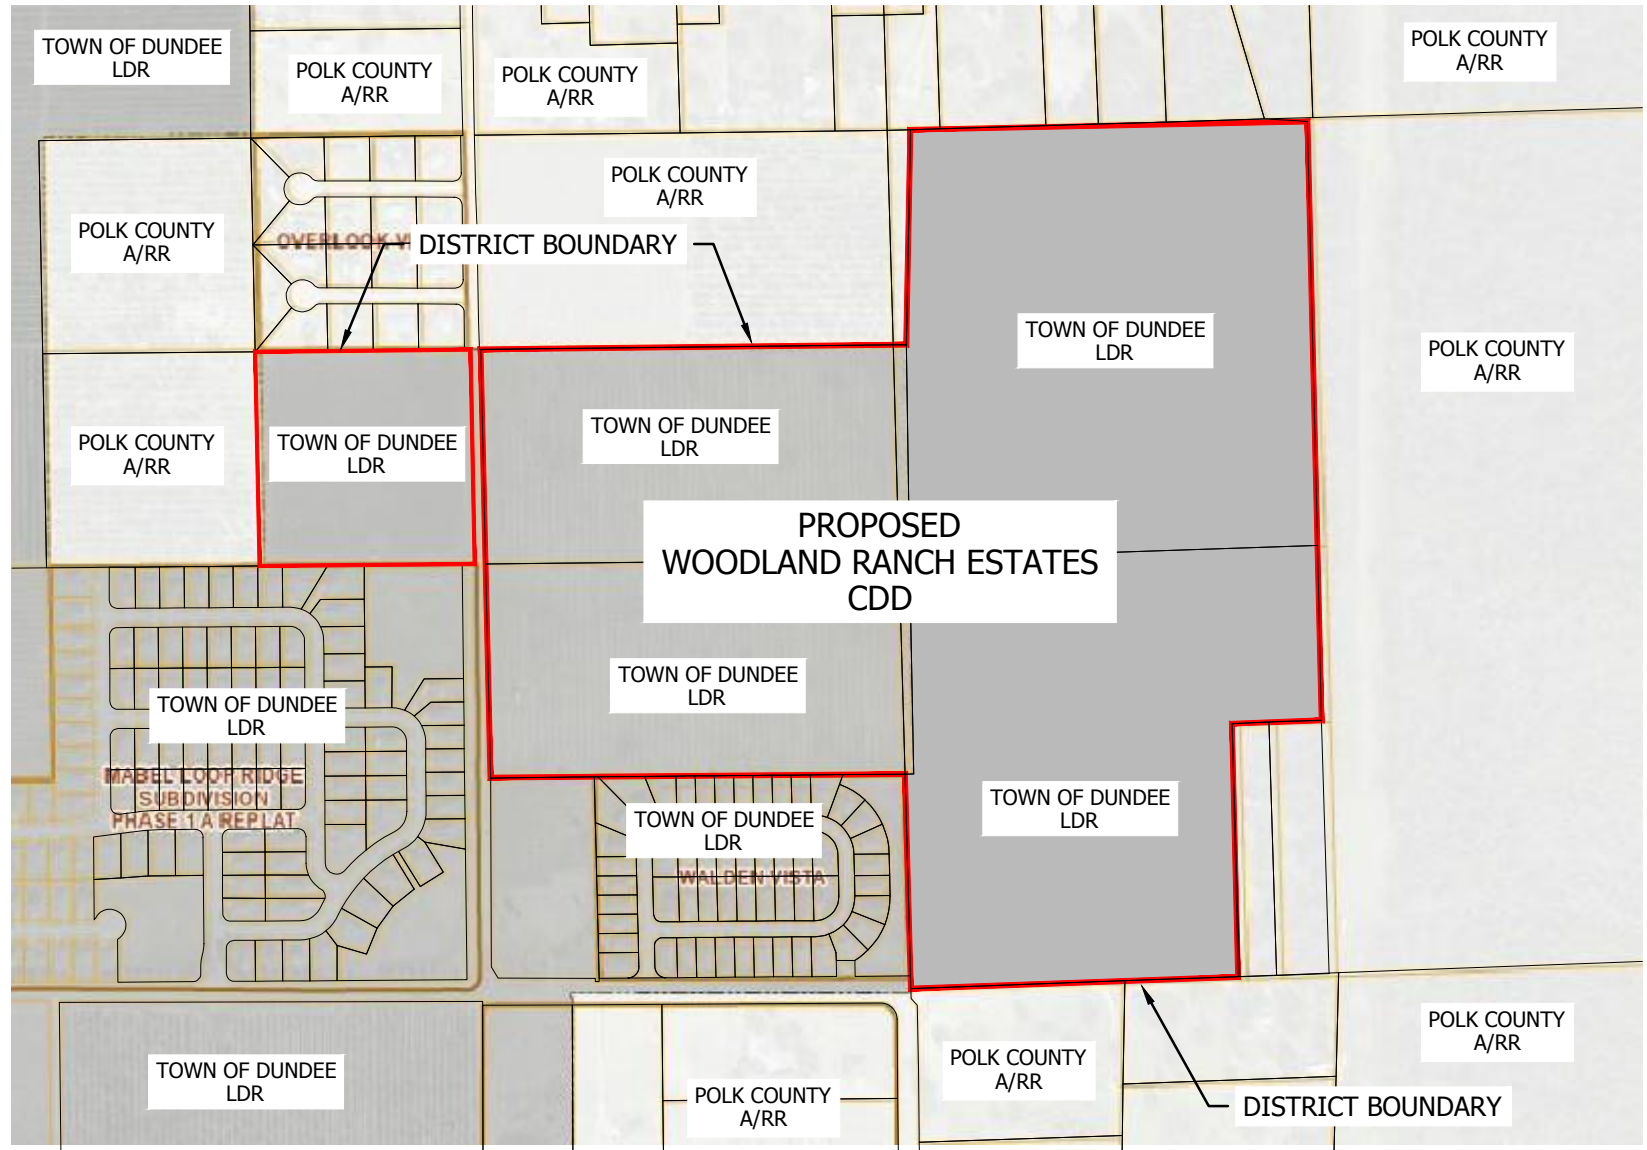 TOWN OF DUNDEE
LDR
POLK COUNTY
A/RR
POLK COUNTY
A/RR
POLK COUNTY
A/RR
POLK COUNTY
A/RR
POLK COUNTY
A/RR
OVERLOOK
DISTRICT BOUNDARY
TOWN OF DUNDEE
LDR
POLK COUNTY
A/RR
POLK COUNTY
A/RR
TOWN OF DUNDEE
LDR
TOWN OF DUNDEE
LDR
PROPOSED
WOODLAND RANCH ESTATES
CDD
TOWN OF DUNDEE
LDR
TOWN OF DUNDEE
LDR
MABEL LOOP RIDGE
SUBDIVISION
PHASE 1 A REPLAT
TOWN OF DUNDEE
LDR
WALDEN VISTA
TOWN OF DUNDEE
LDR
TOWN OF DUNDEE
LDR
POLK COUNTY
A/RR
POLK COUNTY
A/RR
POLK COUNTY
A/RR
DISTRICT BOUNDARY